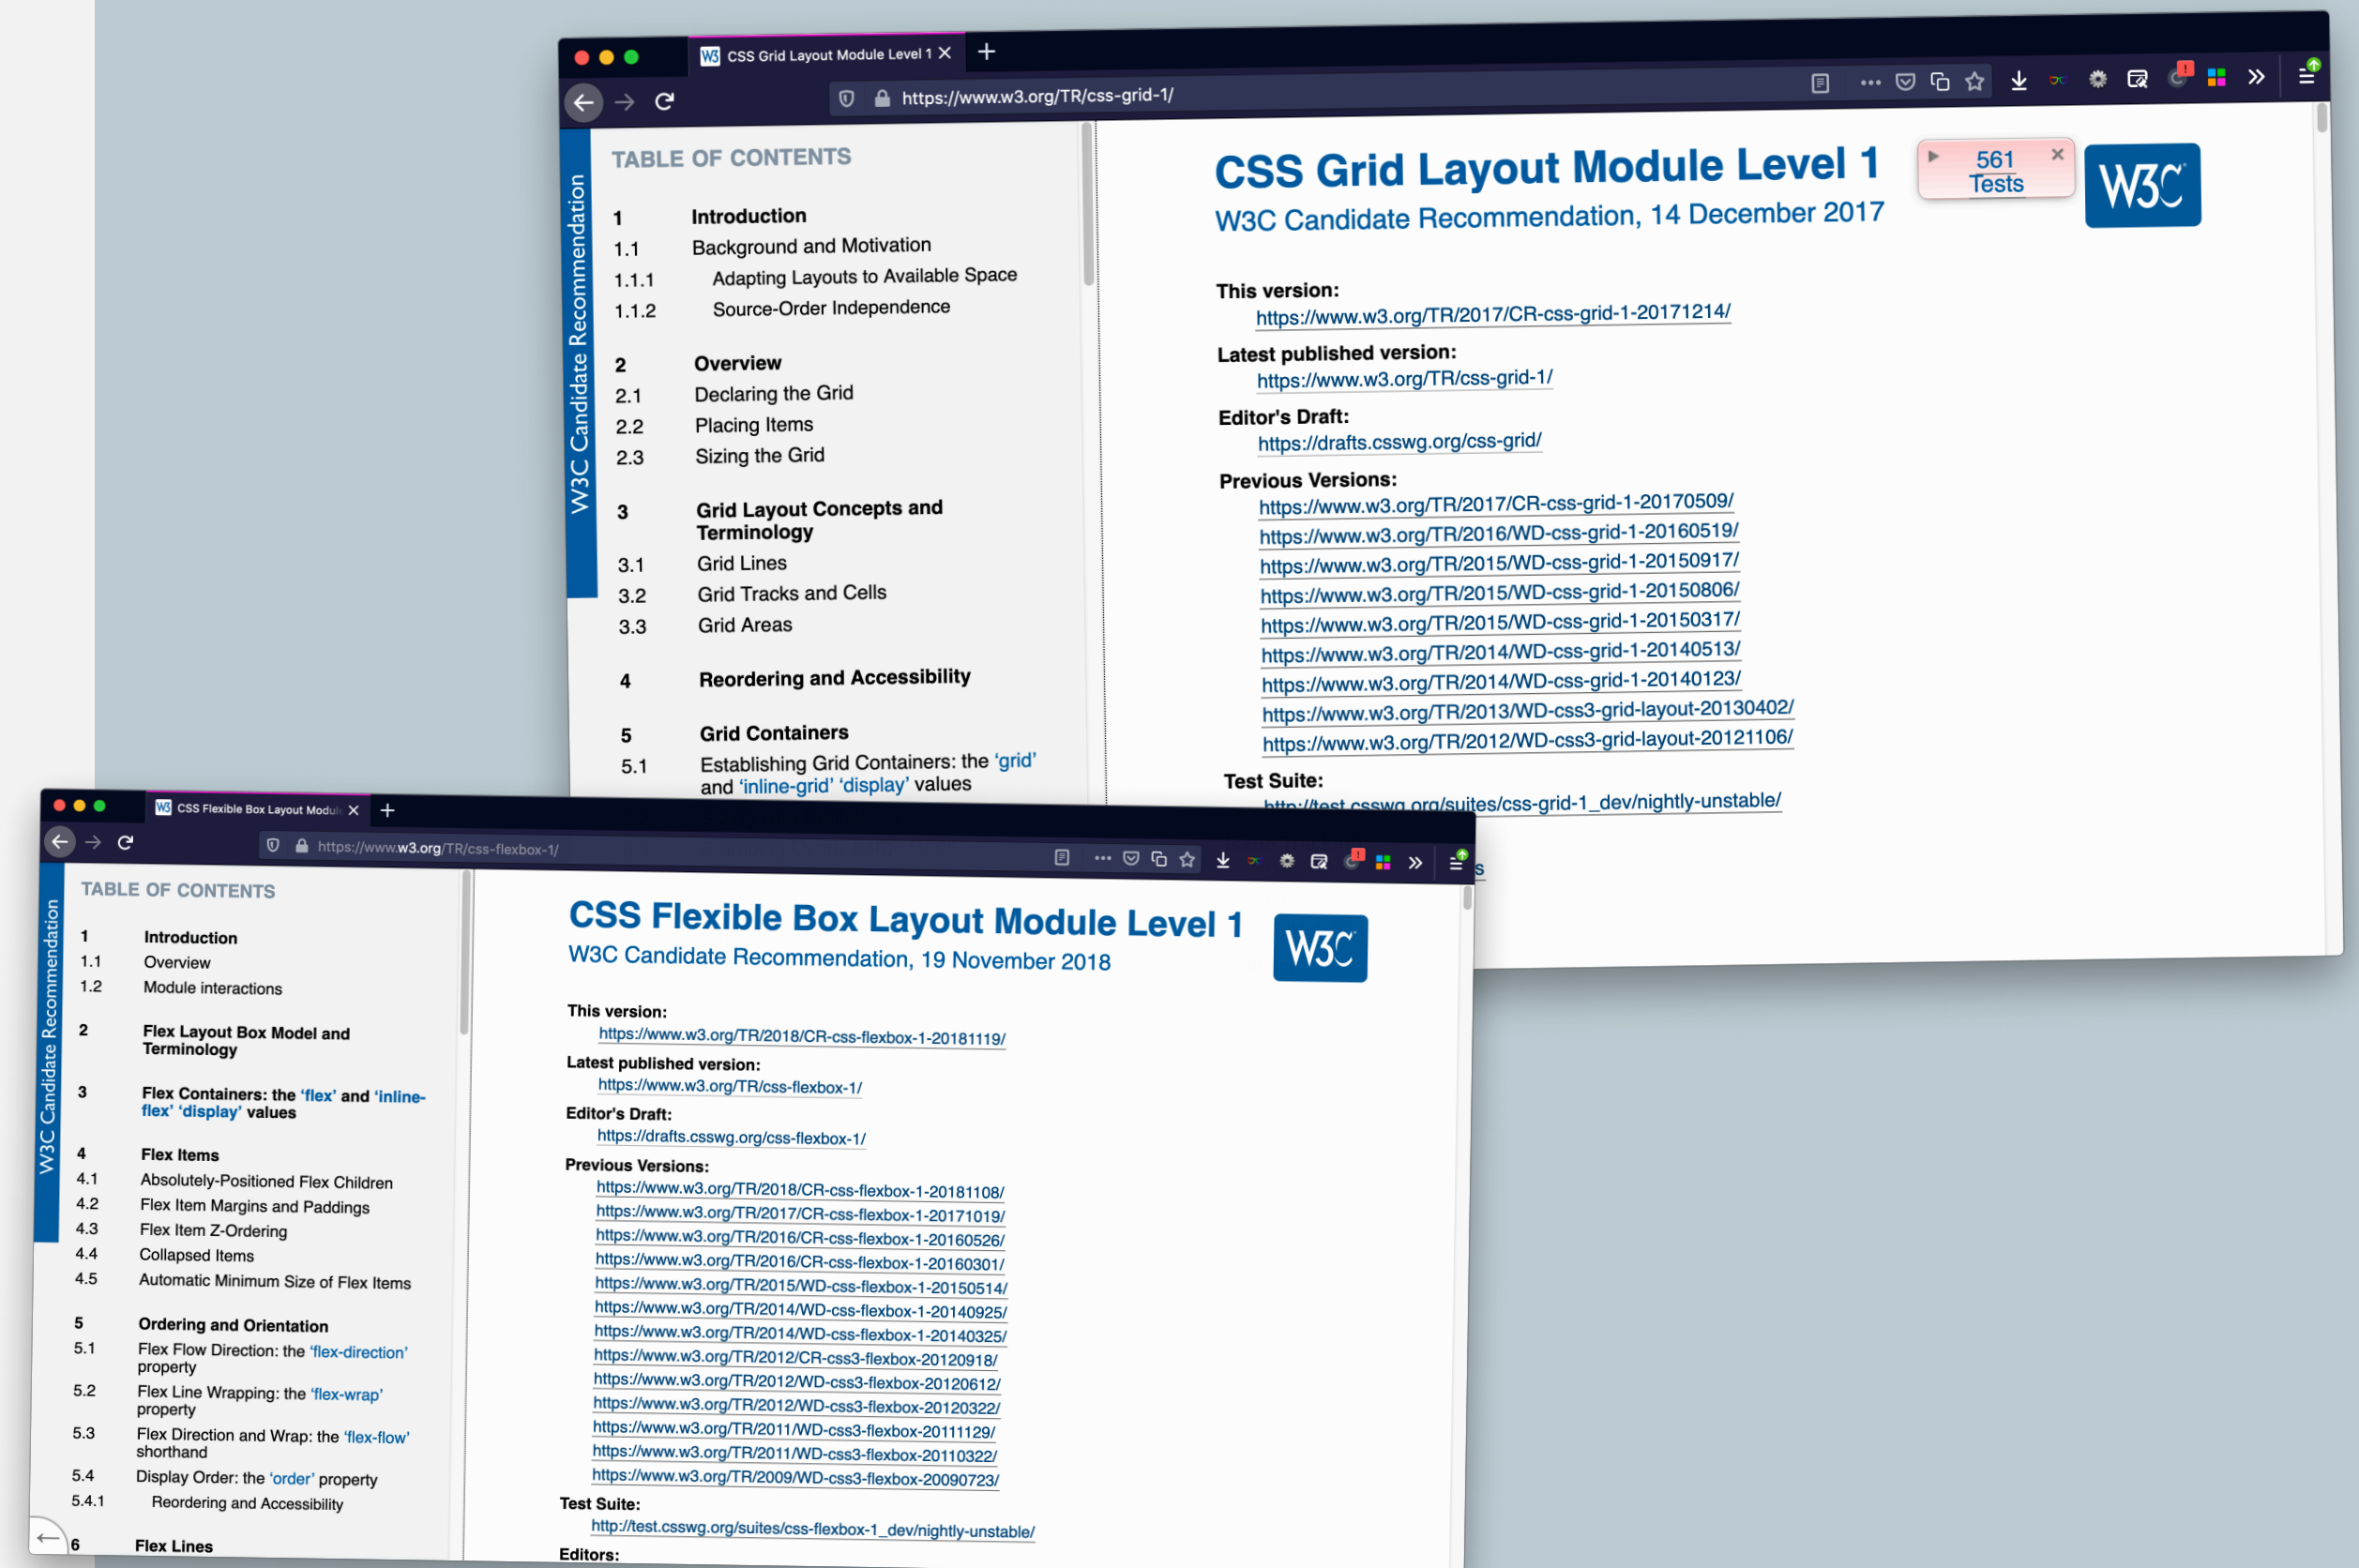 CSS Grid Layout Module Level 1
https://www.w3.org/TR/css-grid-1/
W3C Candidate Recommendation
TABLE OF CONTENTS
1 Introduction
1.1 Background and Motivation
1.1.1 Adapting Layouts to Available Space
1.1.2 Source-Order Independence
2 Overview
2.1 Declaring the Grid
2.2 Placing Items
2.3 Sizing the Grid
3 Grid Layout Concepts and
Terminology
3.1 Grid Lines
3.2 Grid Tracks and Cells
3.3 Grid Areas
4 Reordering and Accessibility
5 Grid Containers
5.1 Establishing Grid Containers: the ‘grid’
and ‘inline-grid’ ‘display’ values
CSS Grid Layout Module Level 1
W3C Candidate Recommendation, 14 December 2017
561
Tests
W3C
This version:
https://www.w3.org/TR/2017/CR-css-grid-1-20171214/
Latest published version:
https://www.w3.org/TR/css-grid-1/
Editor's Draft:
https://drafts.csswg.org/css-grid/
Previous Versions:
https://www.w3.org/TR/2017/CR-css-grid-1-20170509/
https://www.w3.org/TR/2016/WD-css-grid-1-20160519/
https://www.w3.org/TR/2015/WD-css-grid-1-20150917/
https://www.w3.org/TR/2015/WD-css-grid-1-20150806/
https://www.w3.org/TR/2015/WD-css-grid-1-20150317/
https://www.w3.org/TR/2014/WD-css-grid-1-20140513/
https://www.w3.org/TR/2014/WD-css-grid-1-20140123/
https://www.w3.org/TR/2013/WD-css3-grid-layout-20130402/
https://www.w3.org/TR/2012/WD-css3-grid-layout-20121106/
Test Suite:
http://test.csswg.org/suites/css-grid-1_dev/nightly-unstable/
s
CSS Flexible Box Layout Modul
https://www.w3.org/TR/css-flexbox-1/
W3C Candidate Recommendation
TABLE OF CONTENTS
1 Introduction
1.1 Overview
1.2 Module interactions
2 Flex Layout Box Model and
Terminology
3 Flex Containers: the ‘flex’ and ‘inline-
flex’ ‘display’ values
4 Flex Items
4.1 Absolutely-Positioned Flex Children
4.2 Flex Item Margins and Paddings
4.3 Flex Item Z-Ordering
4.4 Collapsed Items
4.5 Automatic Minimum Size of Flex Items
5 Ordering and Orientation
5.1 Flex Flow Direction: the ‘flex-direction’
property
5.2 Flex Line Wrapping: the ‘flex-wrap’
property
5.3 Flex Direction and Wrap: the ‘flex-flow’
shorthand
5.4 Display Order: the ‘order’ property
5.4.1 Reordering and Accessibility
6 Flex Lines
CSS Flexible Box Layout Module Level 1
W3C Candidate Recommendation, 19 November 2018
W3C
This version:
https://www.w3.org/TR/2018/CR-css-flexbox-1-20181119/
Latest published version:
https://www.w3.org/TR/css-flexbox-1/
Editor's Draft:
https://drafts.csswg.org/css-flexbox-1/
Previous Versions:
https://www.w3.org/TR/2018/CR-css-flexbox-1-20181108/
https://www.w3.org/TR/2017/CR-css-flexbox-1-20171019/
https://www.w3.org/TR/2016/CR-css-flexbox-1-20160526/
https://www.w3.org/TR/2016/CR-css-flexbox-1-20160301/
https://www.w3.org/TR/2015/WD-css-flexbox-1-20150514/
https://www.w3.org/TR/2014/WD-css-flexbox-1-20140925/
https://www.w3.org/TR/2014/WD-css-flexbox-1-20140325/
https://www.w3.org/TR/2012/CR-css3-flexbox-20120918/
https://www.w3.org/TR/2012/WD-css3-flexbox-20120612/
https://www.w3.org/TR/2012/WD-css3-flexbox-20120322/
https://www.w3.org/TR/2011/WD-css3-flexbox-20111129/
https://www.w3.org/TR/2011/WD-css3-flexbox-20110322/
https://www.w3.org/TR/2009/WD-css3-flexbox-20090723/
Test Suite:
http://test.csswg.org/suites/css-flexbox-1_dev/nightly-unstable/
Editors: